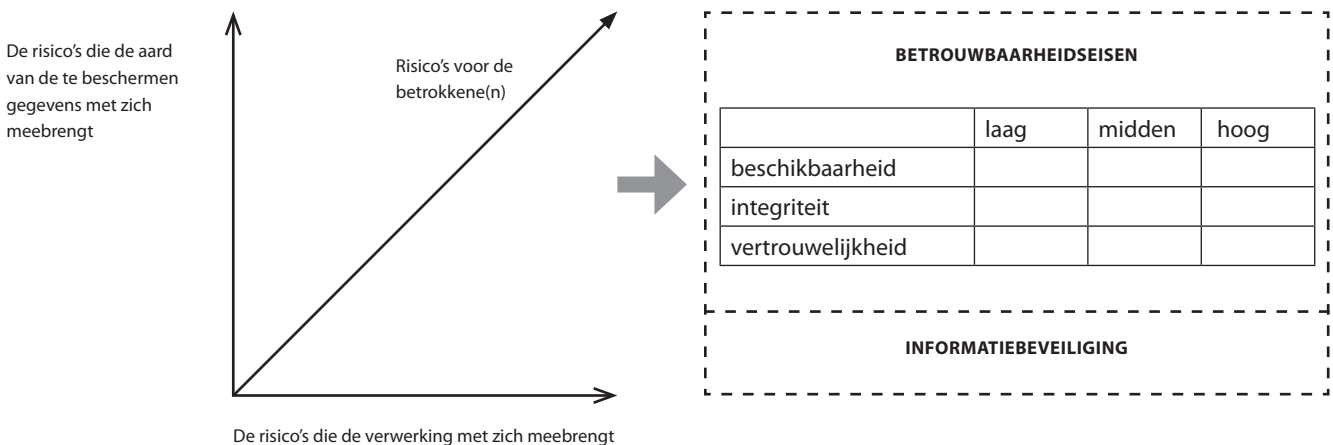 De risico’s die de aard
van de te beschermen
gegevens met zich
meebrengt
Risico’s voor de
betrokkene(n)
De risico’s die de verwerking met zich meebrengt
BETROUWBAARHEIDSEISEN
laag midden hoog
beschikbaarheid
integriteit
vertrouwelijkheid
INFORMATIEBEVEILIGING